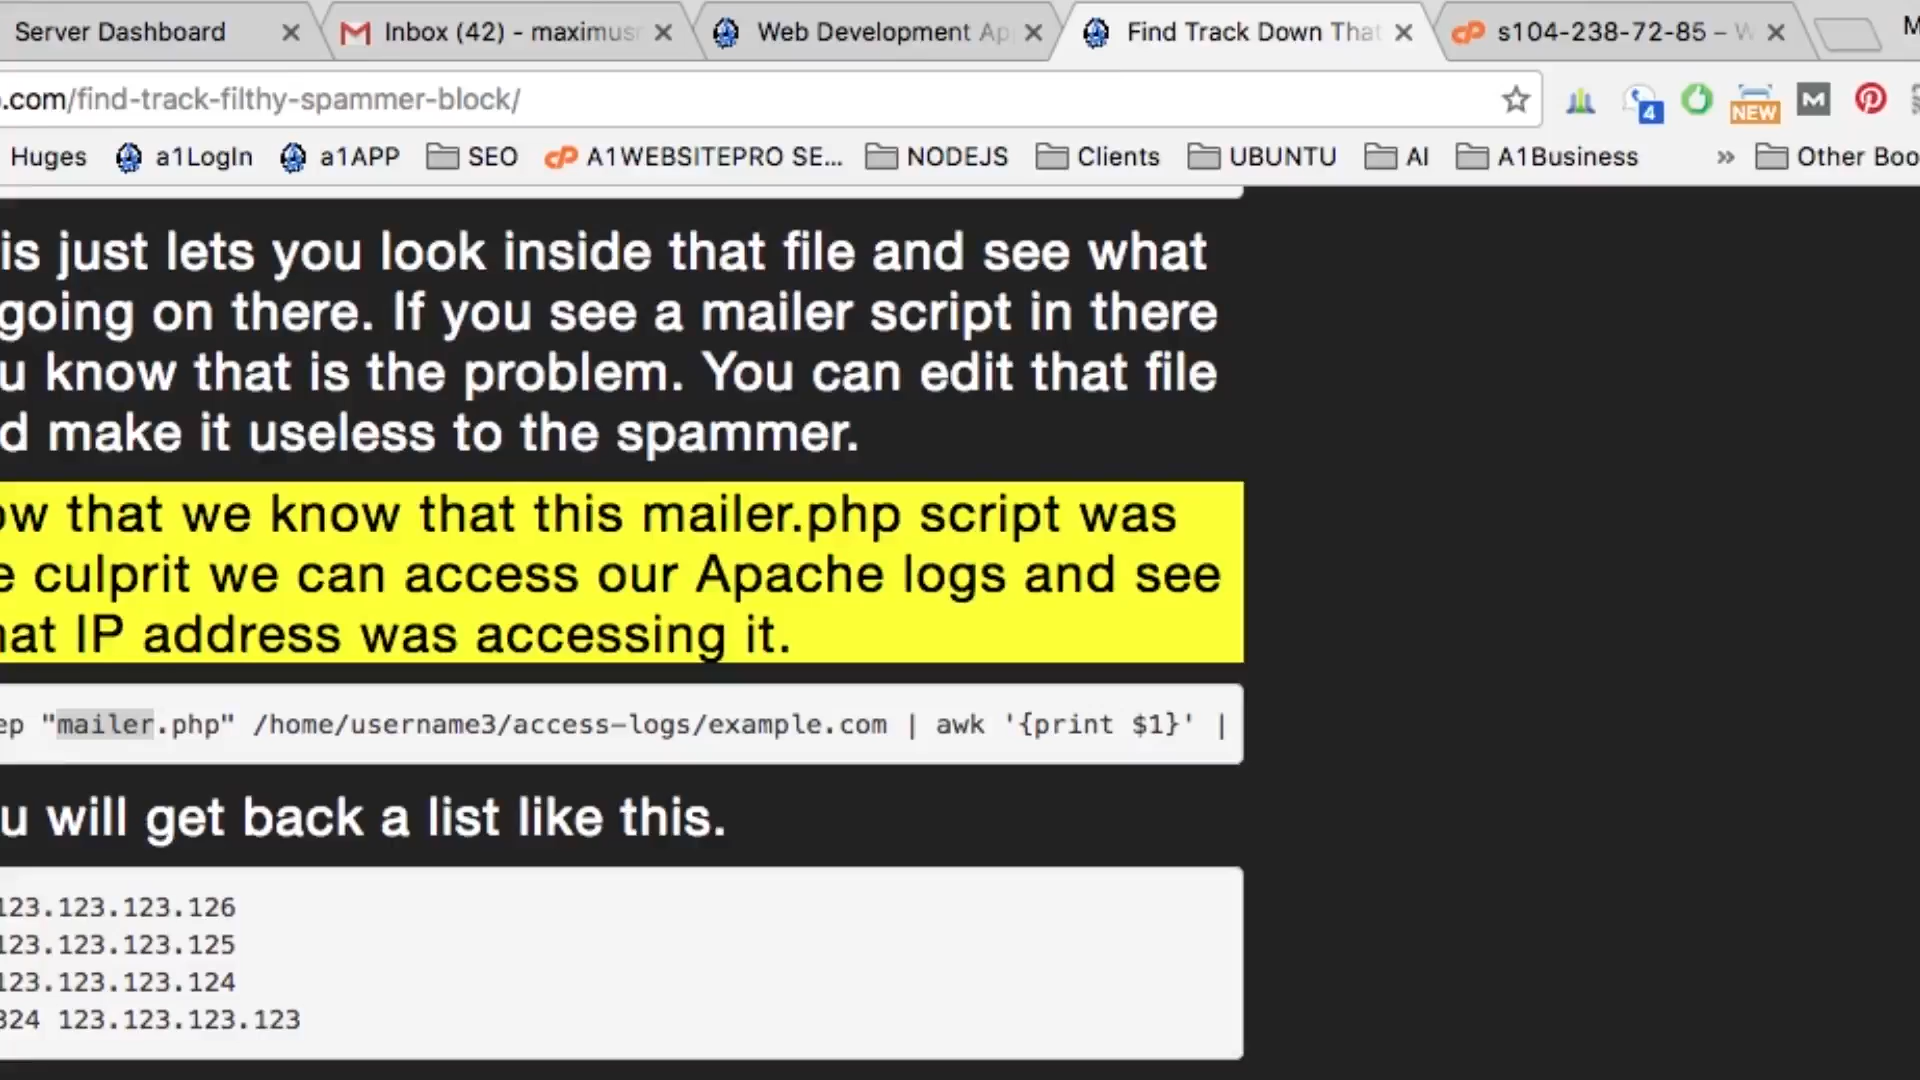 Server Dashboard
Inbox (42) - maximus
Web Development Ap
Find Track Down That
s104-238-72-85 – W
M
.com/find-track-filthy-spammer-block/
4
NEW
M
Huges
a1LogIn
a1APP
SEO
A1WEBSITEPRO SE...
NODEJS
Clients
UBUNTU
AI
A1Business
»
Other Boo
is just lets you look inside that file and see what
going on there. If you see a mailer script in there
u know that is the problem. You can edit that file
d make it useless to the spammer.
ow that we know that this mailer.php script was
e culprit we can access our Apache logs and see
hat IP address was accessing it.
ep "mailer.php" /home/username3/access-logs/example.com | awk '{print $1}' |
u will get back a list like this.
123.123.123.126
123.123.123.125
123.123.123.124
324 123.123.123.123